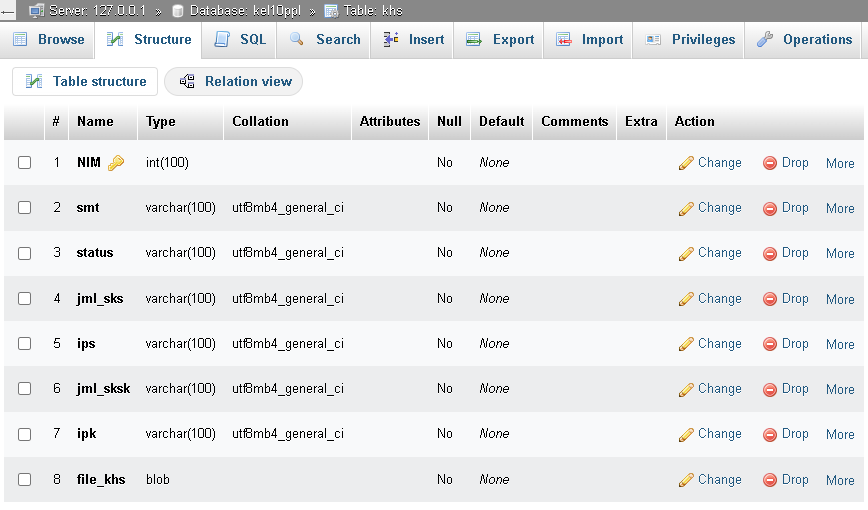 Server: 127.0.0.1 » Database: kel10ppl » Table: khs
Browse Structure SQL Search Insert Export Import Privileges Operations
Table structure Relation view
# Name Type Collation Attributes Null Default Comments Extra Action
1 NIM int(100) No None Change Drop More
2 smt varchar(100) utf8mb4_general_ci No None Change Drop More
3 status varchar(100) utf8mb4_general_ci No None Change Drop More
4 jml_sks varchar(100) utf8mb4_general_ci No None Change Drop More
5 ips varchar(100) utf8mb4_general_ci No None Change Drop More
6 jml_sksk varchar(100) utf8mb4_general_ci No None Change Drop More
7 ipk varchar(100) utf8mb4_general_ci No None Change Drop More
8 file_khs blob No None Change Drop More